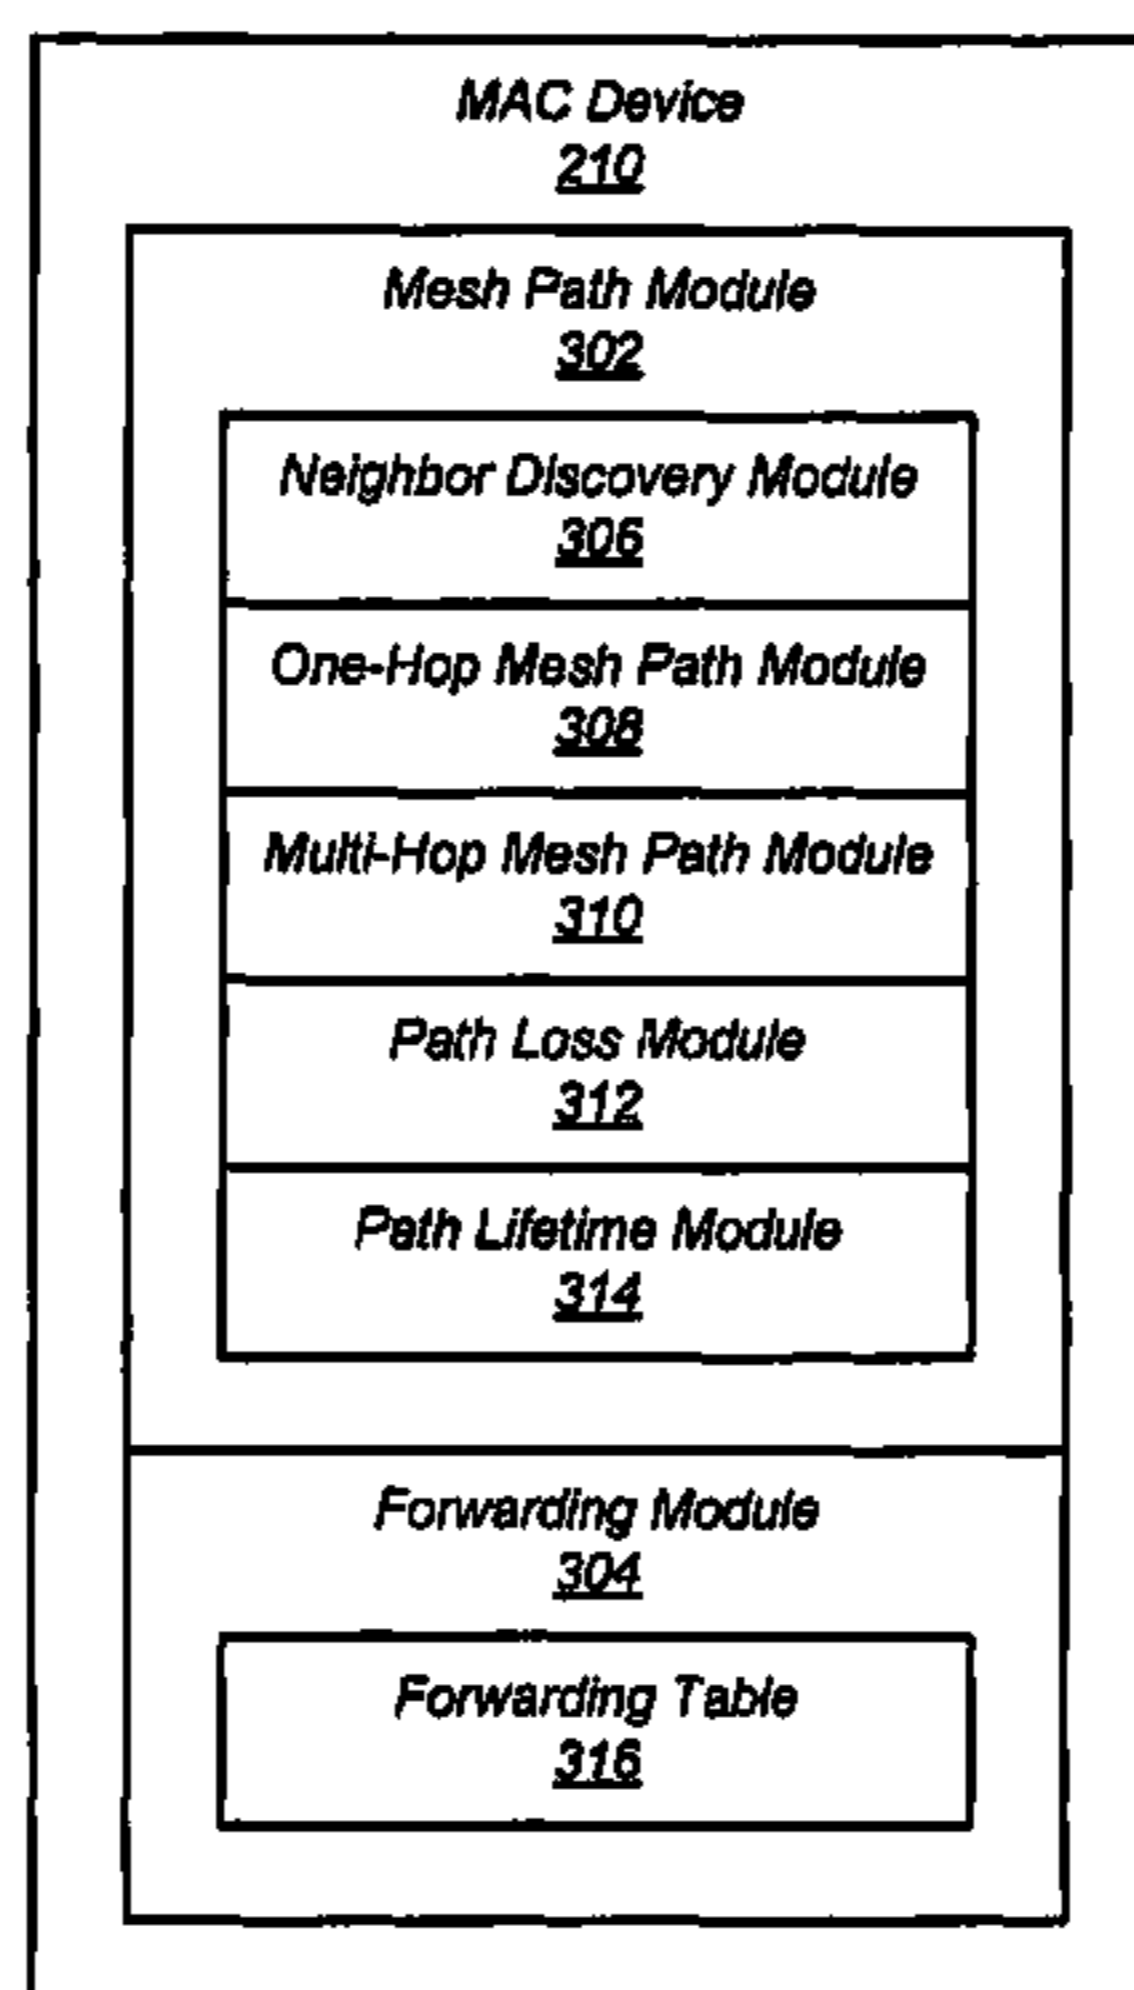 MAC Device
210
Mesh Path Module
302
Neighbor Discovery Module
306
One-Hop Mesh Path Module
308
Multi-Hop Mesh Path Module
310
Path Loss Module
312
Path Lifetime Module
314
Forwarding Module
304
Forwarding Table
316